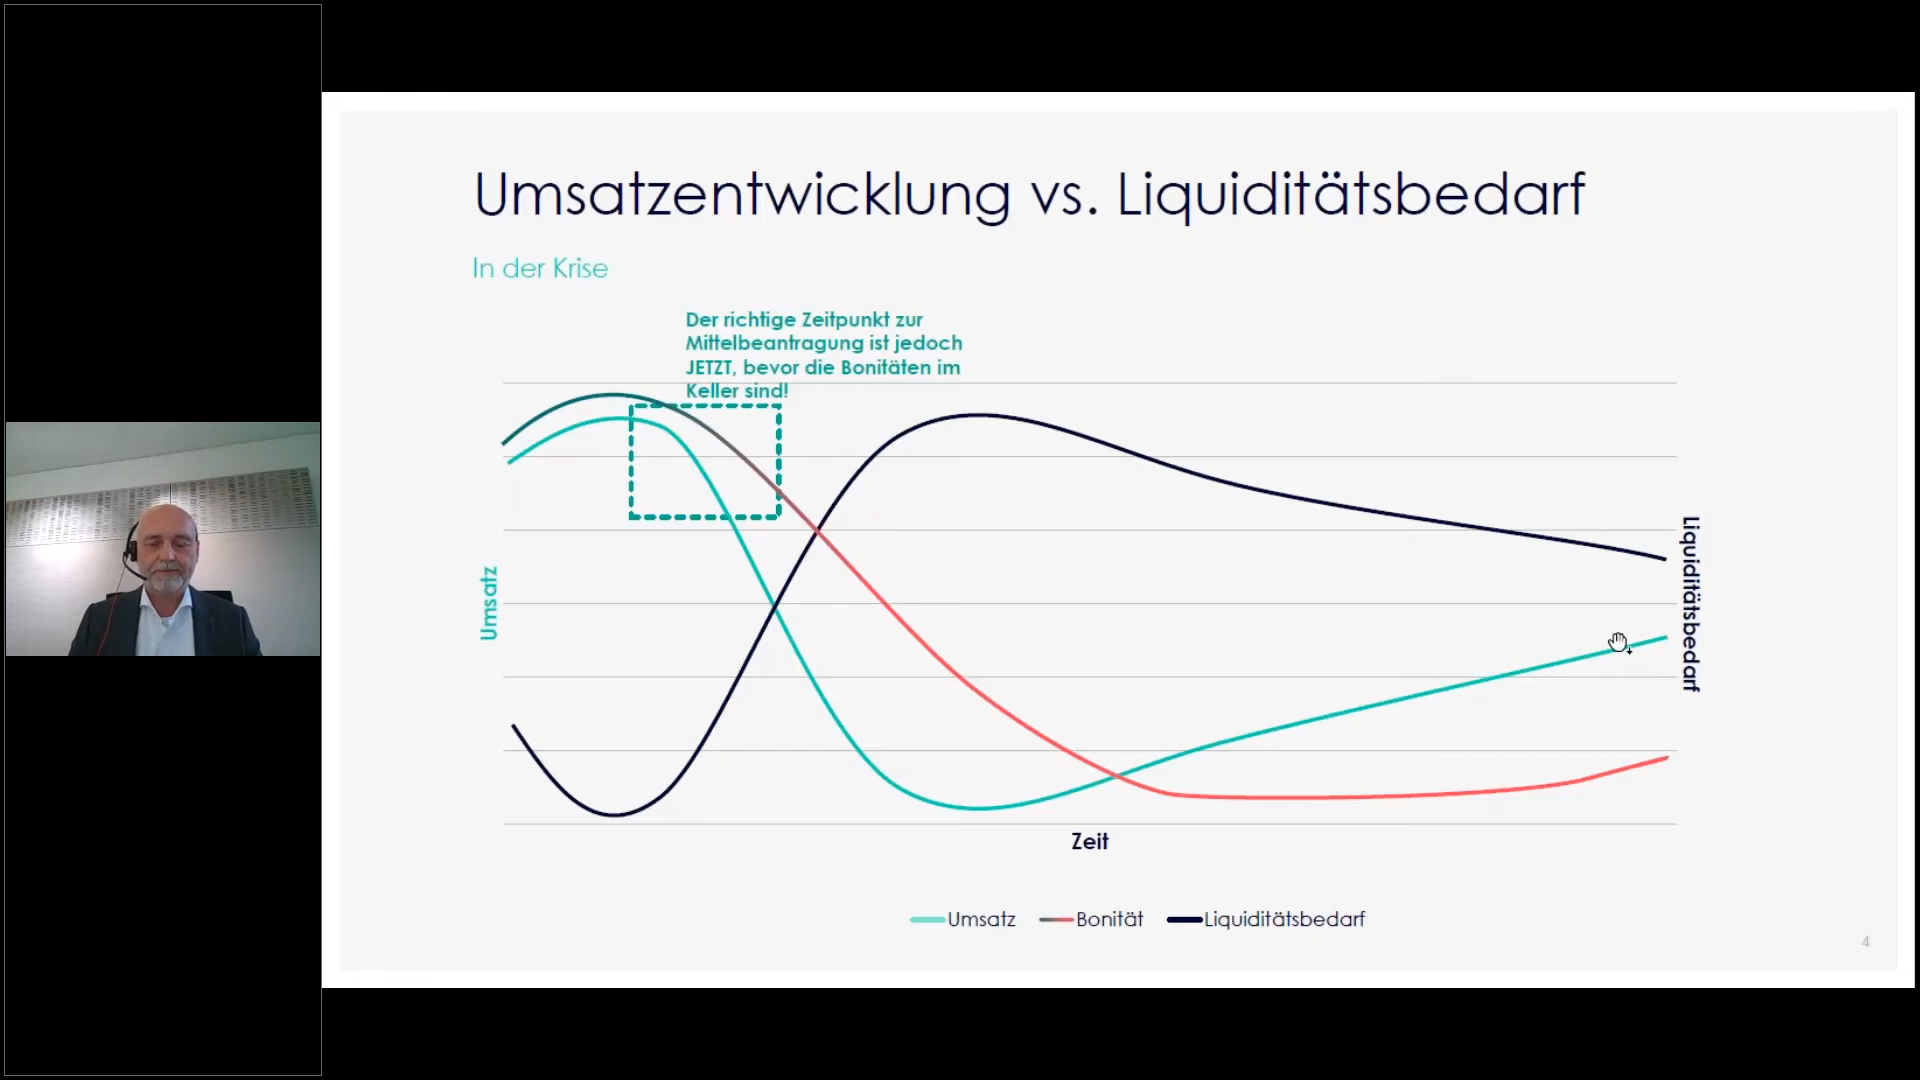 Umsatzentwicklung vs. Liquiditätsbedarf
In der Krise
Der richtige Zeitpunkt zur
Mittelbeantragung ist jedoch
JETZT, bevor die Bonitäten im
Keller sind!
Umsatz
Liquiditätsbedarf
Zeit
Umsatz
Bonität
Liquiditätsbedarf
4